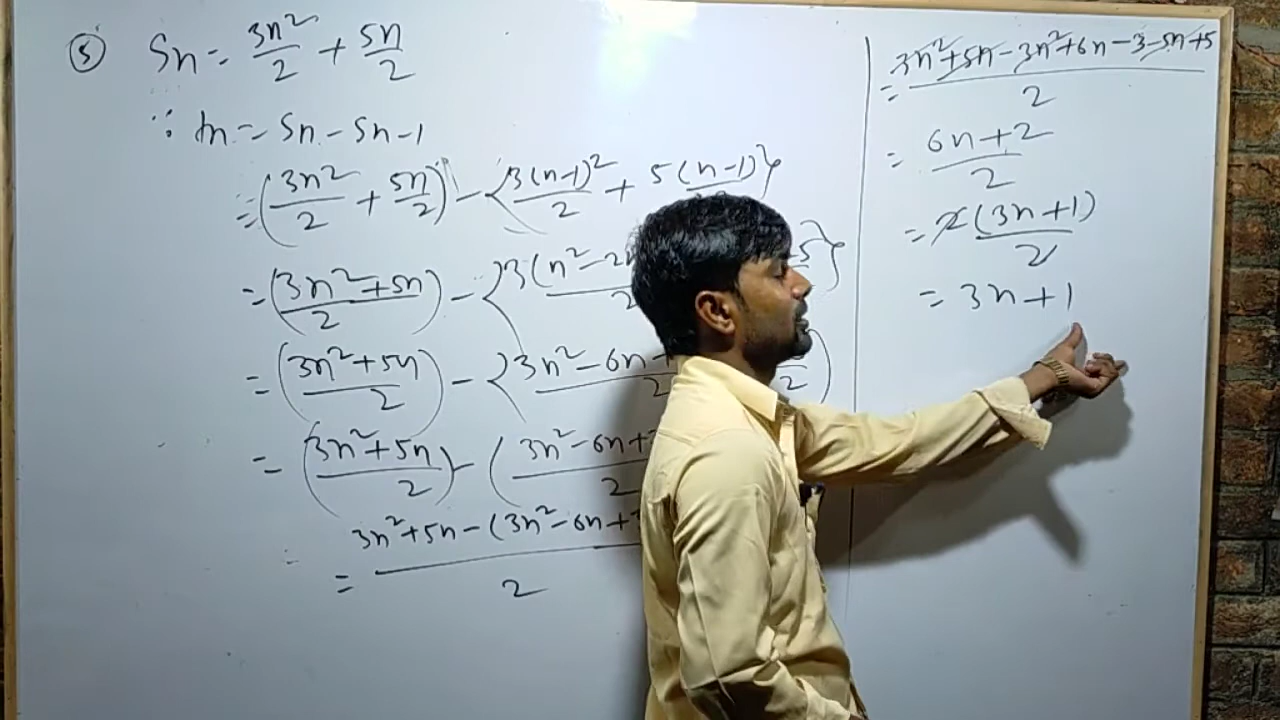 ⑤ Sn = 3n²/2 + 5n/2
∵ tn = Sn - Sn-1
= (3n²/2 + 5n/2) - {3(n-1)²/2 + 5(n-1)
= (3n²+5n/2) - {3(n²-2 5}
= (3n²+5n/2) - {3n²-6n+ /2 /2)
= (3n²+5n/2) - (3n²-6n+ /2
= 3n²+5n-(3n²-6n+ /2
= 3n²+5n-3n²+6n-3-5n+5/2
= 6n+2/2
= 2(3n+1)/2
= 3n+1